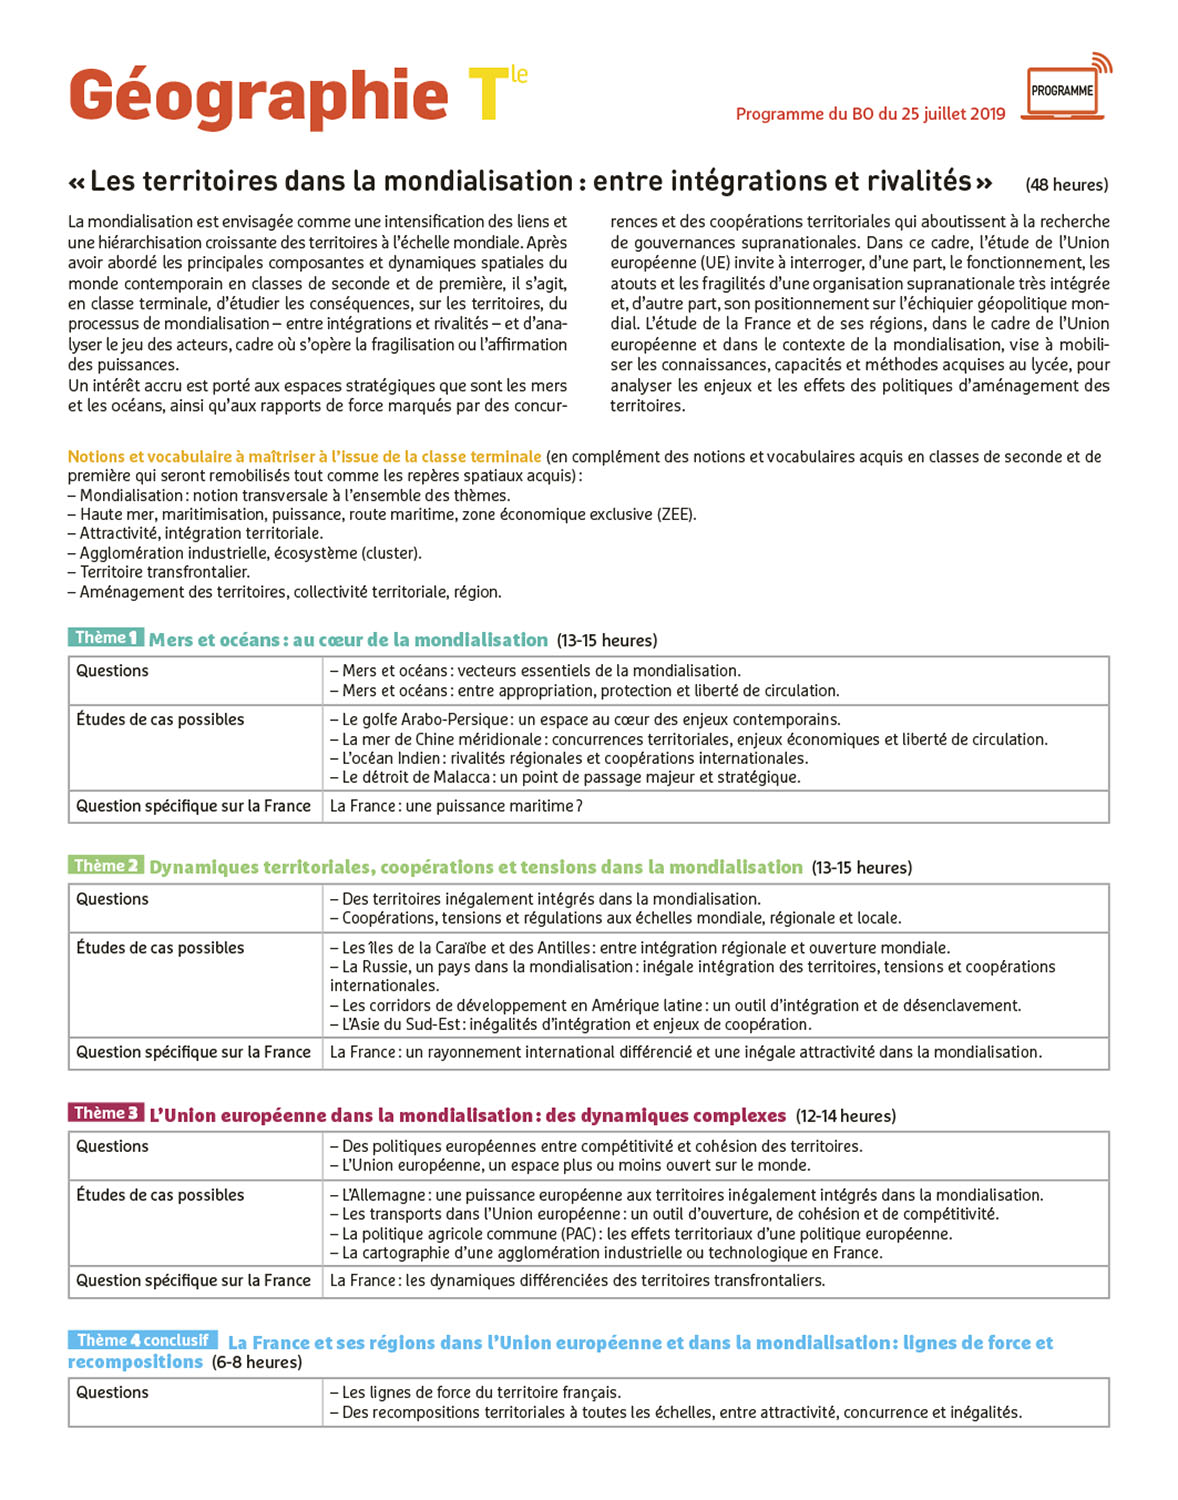 Géographie Tle
PROGRAMME
Programme du BO du 25 juillet 2019
« Les territoires dans la mondialisation : entre intégrations et rivalités » (48 heures)
La mondialisation est envisagée comme une intensification des liens et
une hiérarchisation croissante des territoires à l’échelle mondiale. Après
avoir abordé les principales composantes et dynamiques spatiales du
monde contemporain en classes de seconde et de première, il s’agit,
en classe terminale, d’étudier les conséquences, sur les territoires, du
processus de mondialisation – entre intégrations et rivalités – et d’ana-
lyser le jeu des acteurs, cadre où s’opère la fragilisation ou l’affirmation
des puissances.
Un intérêt accru est porté aux espaces stratégiques que sont les mers
et les océans, ainsi qu’aux rapports de force marqués par des concur-
rences et des coopérations territoriales qui aboutissent à la recherche
de gouvernances supranationales. Dans ce cadre, l’étude de l’Union
européenne (UE) invite à interroger, d’une part, le fonctionnement, les
atouts et les fragilités d’une organisation supranationale très intégrée
et, d’autre part, son positionnement sur l’échiquier géopolitique mon-
dial. L’étude de la France et de ses régions, dans le cadre de l’Union
européenne et dans le contexte de la mondialisation, vise à mobili-
ser les connaissances, capacités et méthodes acquises au lycée, pour
analyser les enjeux et les effets des politiques d’aménagement des
territoires.
Notions et vocabulaire à maîtriser à l’issue de la classe terminale (en complément des notions et vocabulaires acquis en classes de seconde et de
première qui seront remobilisés tout comme les repères spatiaux acquis) :
– Mondialisation : notion transversale à l’ensemble des thèmes.
– Haute mer, maritimisation, puissance, route maritime, zone économique exclusive (ZEE).
– Attractivité, intégration territoriale.
– Agglomération industrielle, écosystème (cluster).
– Territoire transfrontalier.
– Aménagement des territoires, collectivité territoriale, région.
Thème 1 Mers et océans : au cœur de la mondialisation (13-15 heures)
Questions
– Mers et océans : vecteurs essentiels de la mondialisation.
– Mers et océans : entre appropriation, protection et liberté de circulation.
Études de cas possibles
– Le golfe Arabo-Persique : un espace au cœur des enjeux contemporains.
– La mer de Chine méridionale : concurrences territoriales, enjeux économiques et liberté de circulation.
– L’océan Indien : rivalités régionales et coopérations internationales.
– Le détroit de Malacca : un point de passage majeur et stratégique.
Question spécifique sur la France
La France : une puissance maritime ?
Thème 2 Dynamiques territoriales, coopérations et tensions dans la mondialisation (13-15 heures)
Questions
– Des territoires inégalement intégrés dans la mondialisation.
– Coopérations, tensions et régulations aux échelles mondiale, régionale et locale.
Études de cas possibles
– Les îles de la Caraïbe et des Antilles : entre intégration régionale et ouverture mondiale.
– La Russie, un pays dans la mondialisation : inégale intégration des territoires, tensions et coopérations
internationales.
– Les corridors de développement en Amérique latine : un outil d’intégration et de désenclavement.
– L’Asie du Sud-Est : inégalités d’intégration et enjeux de coopération.
Question spécifique sur la France
La France : un rayonnement international différencié et une inégale attractivité dans la mondialisation.
Thème 3 L’Union européenne dans la mondialisation : des dynamiques complexes (12-14 heures)
Questions
– Des politiques européennes entre compétitivité et cohésion des territoires.
– L’Union européenne, un espace plus ou moins ouvert sur le monde.
Études de cas possibles
– L’Allemagne : une puissance européenne aux territoires inégalement intégrés dans la mondialisation.
– Les transports dans l’Union européenne : un outil d’ouverture, de cohésion et de compétitivité.
– La politique agricole commune (PAC) : les effets territoriaux d’une politique européenne.
– La cartographie d’une agglomération industrielle ou technologique en France.
Question spécifique sur la France
La France : les dynamiques différenciées des territoires transfrontaliers.
Thème 4 conclusif La France et ses régions dans l’Union européenne et dans la mondialisation : lignes de force et
recompositions (6-8 heures)
Questions
– Les lignes de force du territoire français.
– Des recompositions territoriales à toutes les échelles, entre attractivité, concurrence et inégalités.